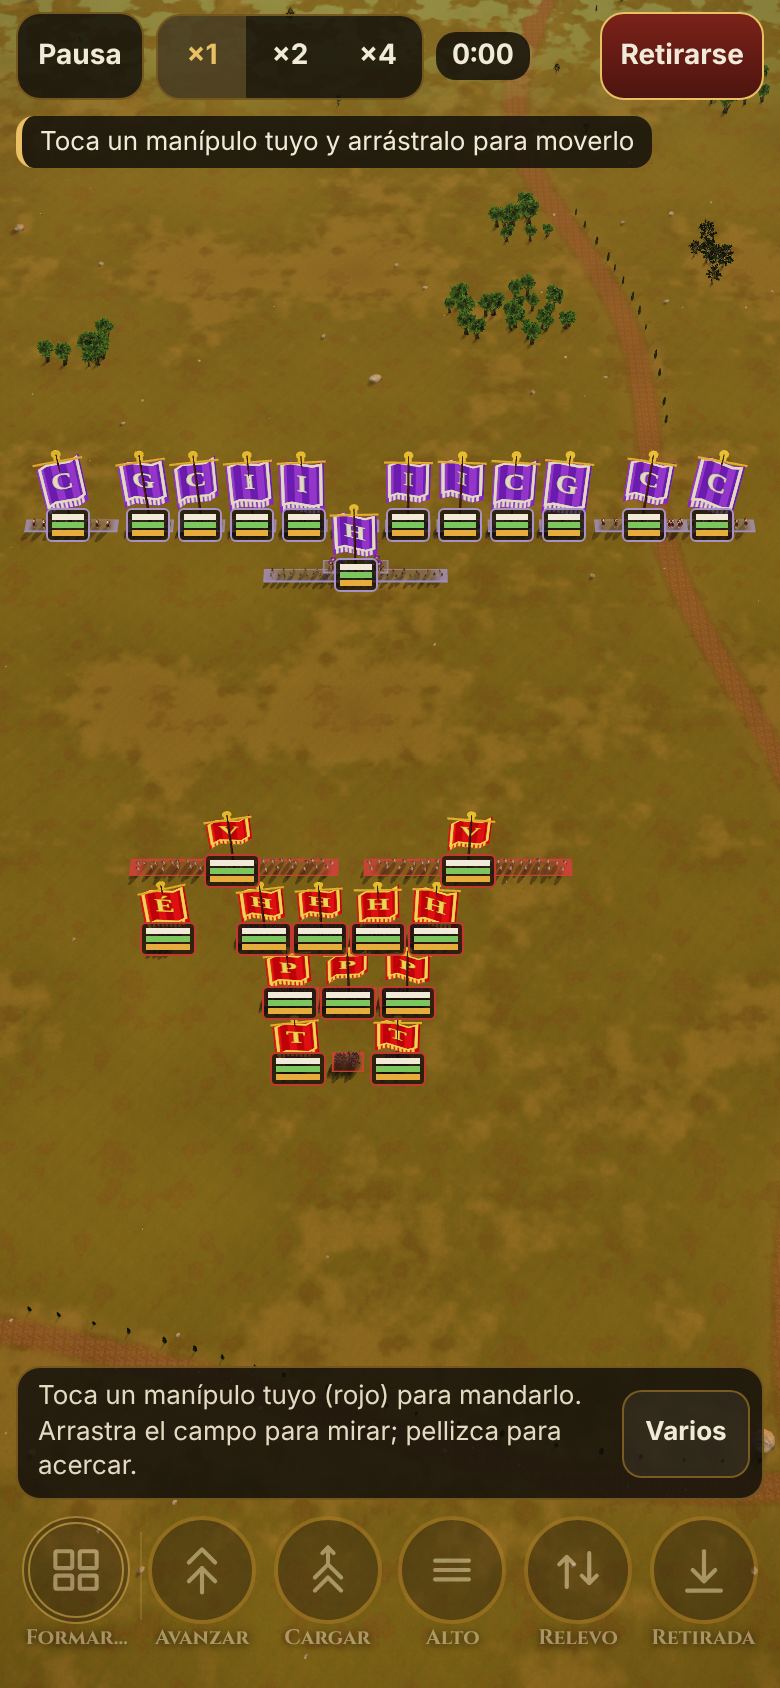 Pausa
×1
×2
×4
0:00
Retirarse
Toca un manípulo tuyo y arrástralo para moverlo
C G C I I I I C G C C
H
V V
É H H H H
P P P
T T
Toca un manípulo tuyo (rojo) para mandarlo.
Arrastra el campo para mirar; pellizca para
acercar.
Varios
FORMAR...
AVANZAR
CARGAR
ALTO
RELEVO
RETIRADA